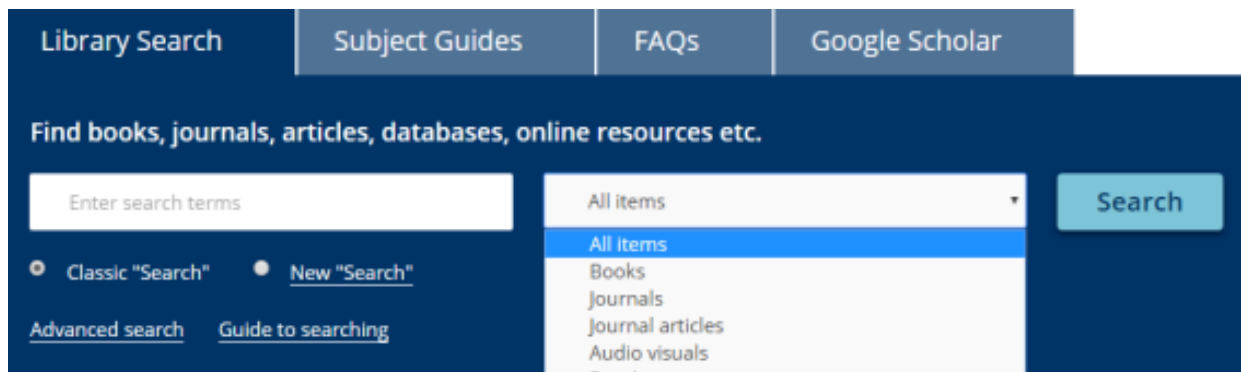 Library Search
Subject Guides
FAQs
Google Scholar
Find books, journals, articles, databases, online resources etc.
Enter search terms
All items
Search
All items
Books
Journals
Journal articles
Audio visuals
Classic "Search"
New "Search"
Advanced search
Guide to searching